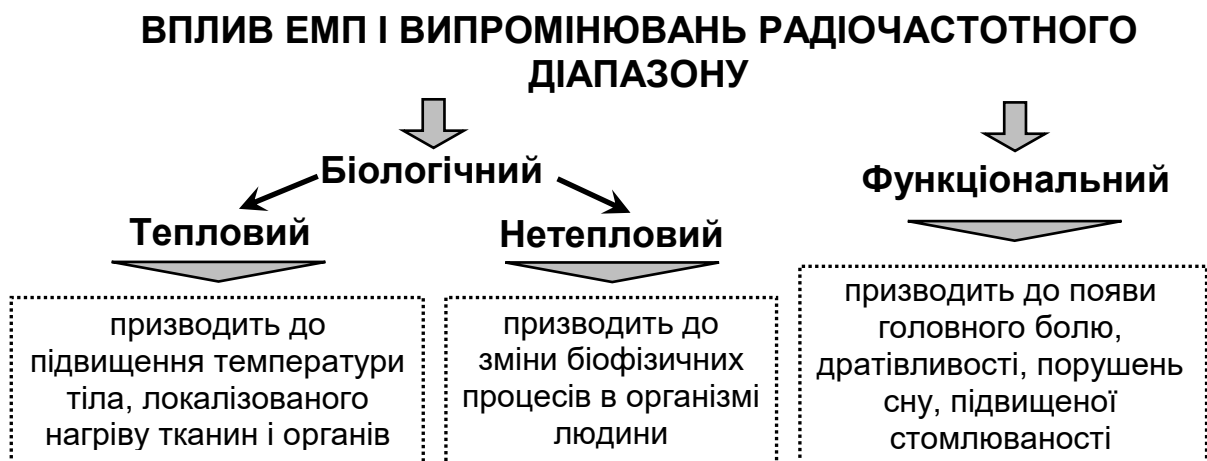 ВПЛИВ ЕМП І ВИПРОМІНЮВАНЬ РАДІОЧАСТОТНОГО
ДІАПАЗОНУ
Біологічний
Функціональний
Тепловий
Нетепловий
призводить до
підвищення температури
тіла, локалізованого
нагріву тканин і органів
призводить до
зміни біофізичних
процесів в організмі
людини
призводить до появи
головного болю,
дратівливості, порушень
сну, підвищеної
стомлюваності